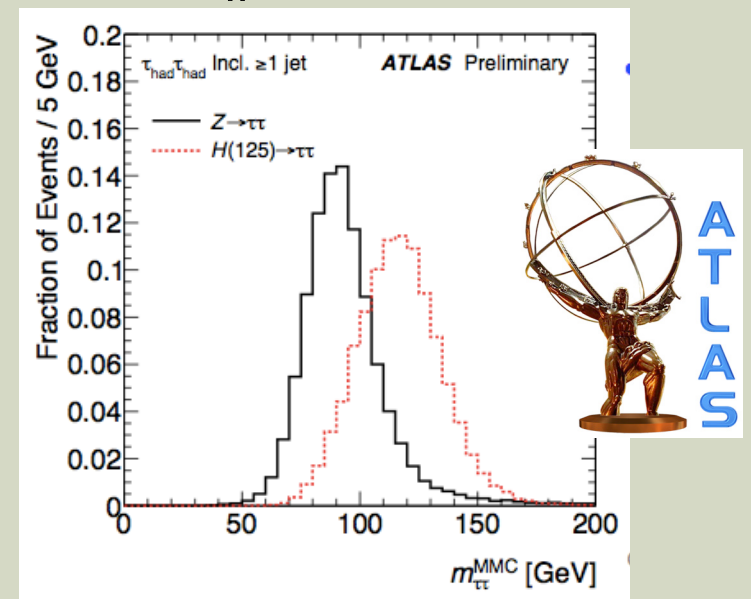 0.2
τhadτhad Incl. ≥1 jet
ATLAS Preliminary
Z→ττ
H(125)→ττ
Fraction of Events / 5 GeV
0.18
0.16
0.14
0.12
0.1
0.08
0.06
0.04
0.02
0
0 50 100 150 200
mττMMC [GeV]
ATLAS